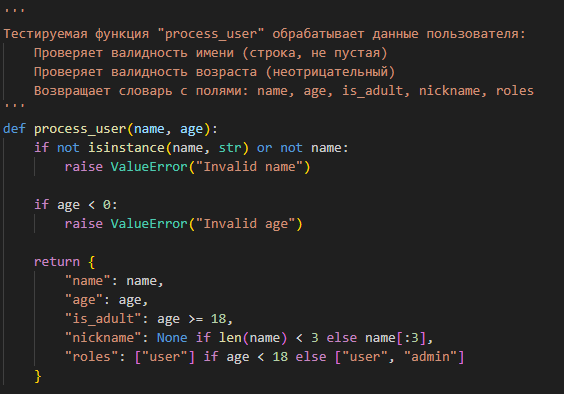 '''
Тестируемая функция "process_user" обрабатывает данные пользователя:
    Проверяет валидность имени (строка, не пустая)
    Проверяет валидность возраста (неотрицательный)
    Возвращает словарь с полями: name, age, is_adult, nickname, roles
'''
def process_user(name, age):
    if not isinstance(name, str) or not name:
        raise ValueError("Invalid name")

    if age < 0:
        raise ValueError("Invalid age")

    return {
        "name": name,
        "age": age,
        "is_adult": age >= 18,
        "nickname": None if len(name) < 3 else name[:3],
        "roles": ["user"] if age < 18 else ["user", "admin"]
    }